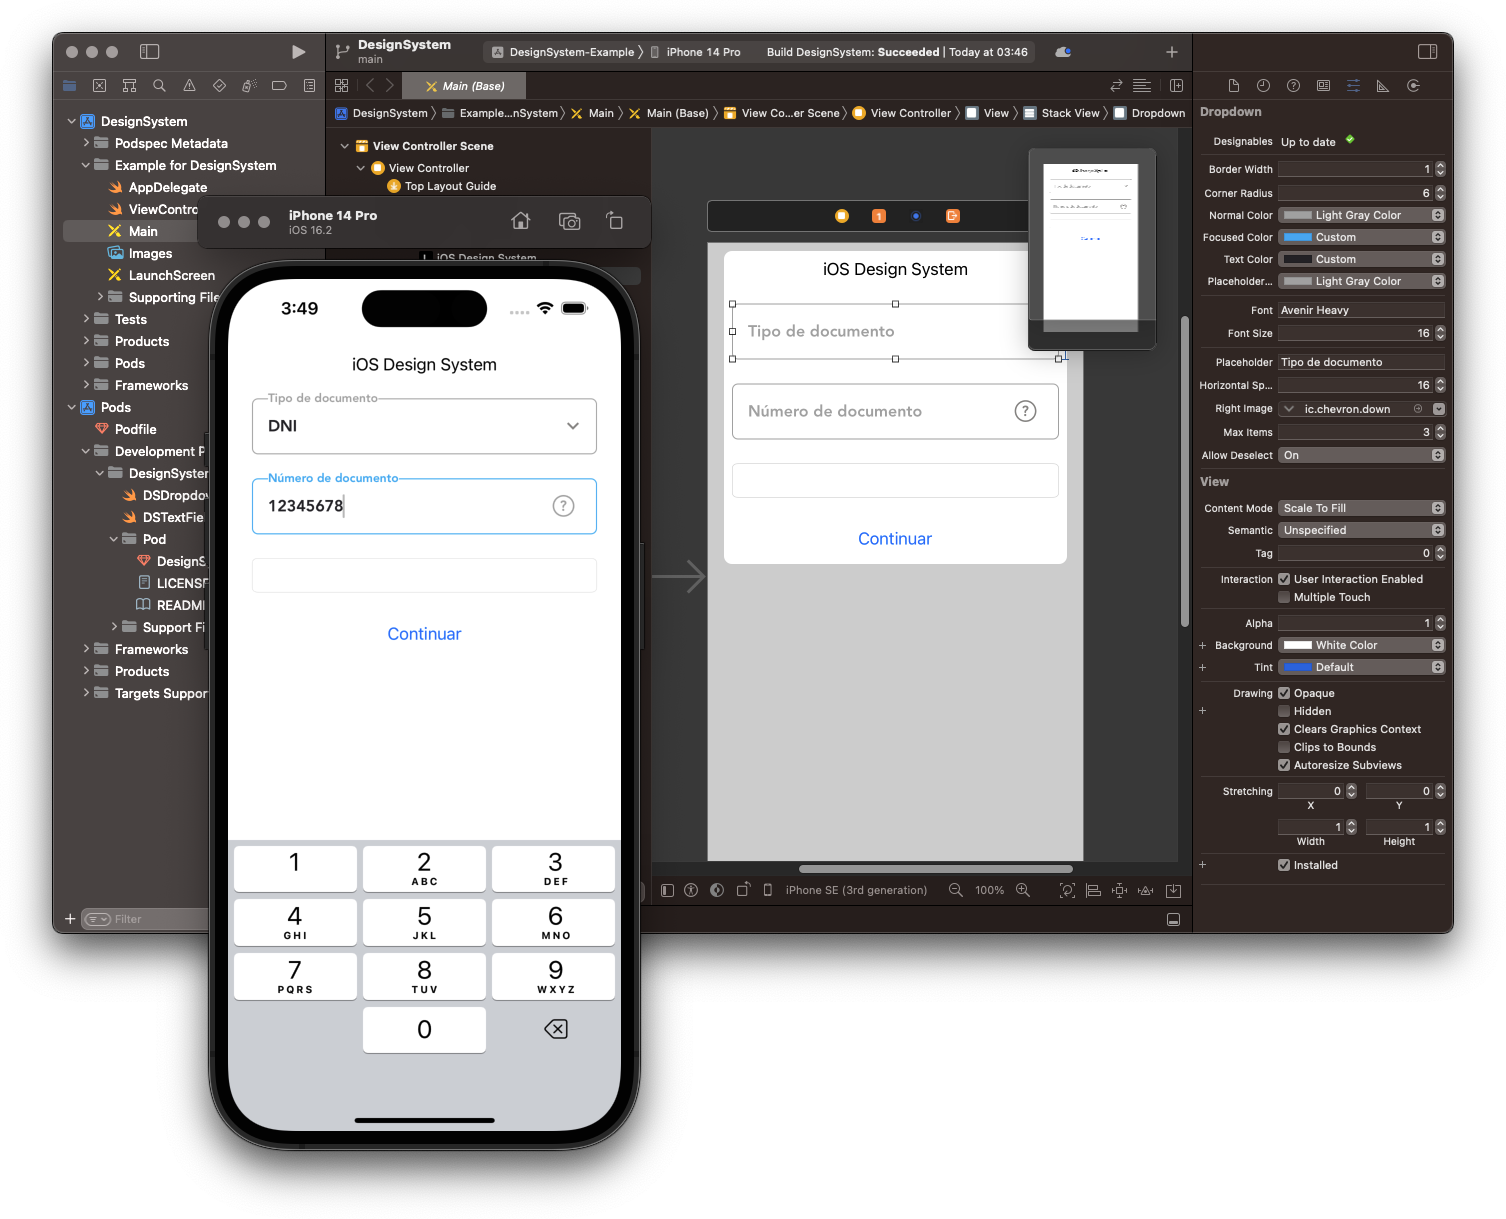 DesignSystem
main
DesignSystem-Example
iPhone 14 Pro
Build DesignSystem: Succeeded | Today at 03:46
Main (Base)
DesignSystem
Example...nSystem
Main
Main (Base)
View Co...er Scene
View Controller
View
Stack View
Dropdown
DesignSystem
Podspec Metadata
Example for DesignSystem
AppDelegate
ViewContro
Main
Images
LaunchScreen
Supporting File
Tests
Products
Pods
Frameworks
Pods
Podfile
Development P
DesignSyster
DSDropdov
DSTextFie
Pod
DesignS
LICENSE
READMI
Support Fi
Frameworks
Products
Targets Suppor
Filter
View Controller Scene
View Controller
Top Layout Guide
iOS Design System
iPhone 14 Pro
iOS 16.2
3:49
iOS Design System
Tipo de documento
DNI
Número de documento
12345678
?
Continuar
1
2
ABC
3
DEF
4
GHI
5
JKL
6
MNO
7
PQRS
8
TUV
9
WXYZ
0
1
iOS Design System
Tipo de documento
Número de documento
?
Continuar
iPhone SE (3rd generation)
100%
Dropdown
Designables Up to date
Border Width 1
Corner Radius 6
Normal Color Light Gray Color
Focused Color Custom
Text Color Custom
Placeholder... Light Gray Color
Font Avenir Heavy
Font Size 16
Placeholder Tipo de documento
Horizontal Sp... 16
Right Image ic.chevron.down
Max Items 3
Allow Deselect On
View
Content Mode Scale To Fill
Semantic Unspecified
Tag 0
Interaction User Interaction Enabled
Multiple Touch
Alpha 1
Background White Color
Tint Default
Drawing Opaque
Hidden
Clears Graphics Context
Clips to Bounds
Autoresize Subviews
Stretching 0 0
X Y
1 1
Width Height
Installed